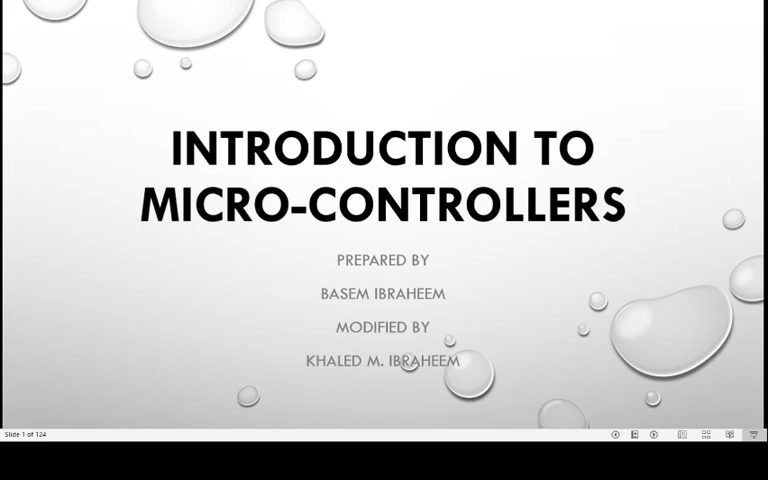 INTRODUCTION TO
MICRO-CONTROLLERS
PREPARED BY
BASEM IBRAHEEM
MODIFIED BY
KHALED M. IBRAHEEM
Slide 1 of 124